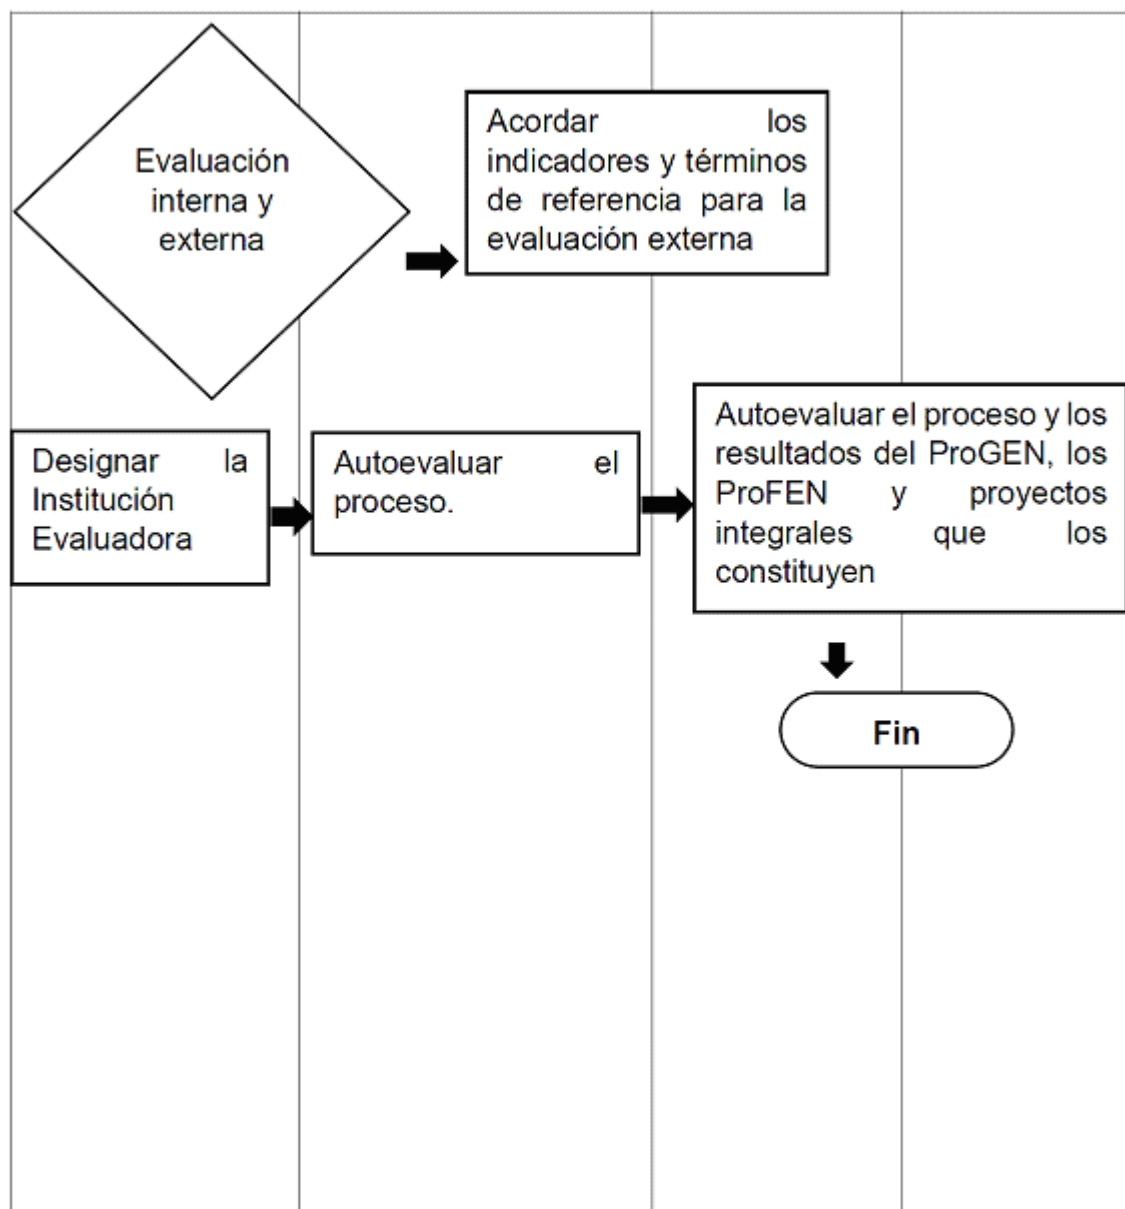 Evaluación
interna y
externa
Acordar los
indicadores y términos
de referencia para la
evaluación externa
Designar la
Institución
Evaluadora
Autoevaluar el
proceso.
Autoevaluar el proceso y los
resultados del ProGEN, los
ProFEN y proyectos
integrales que los
constituyen
Fin